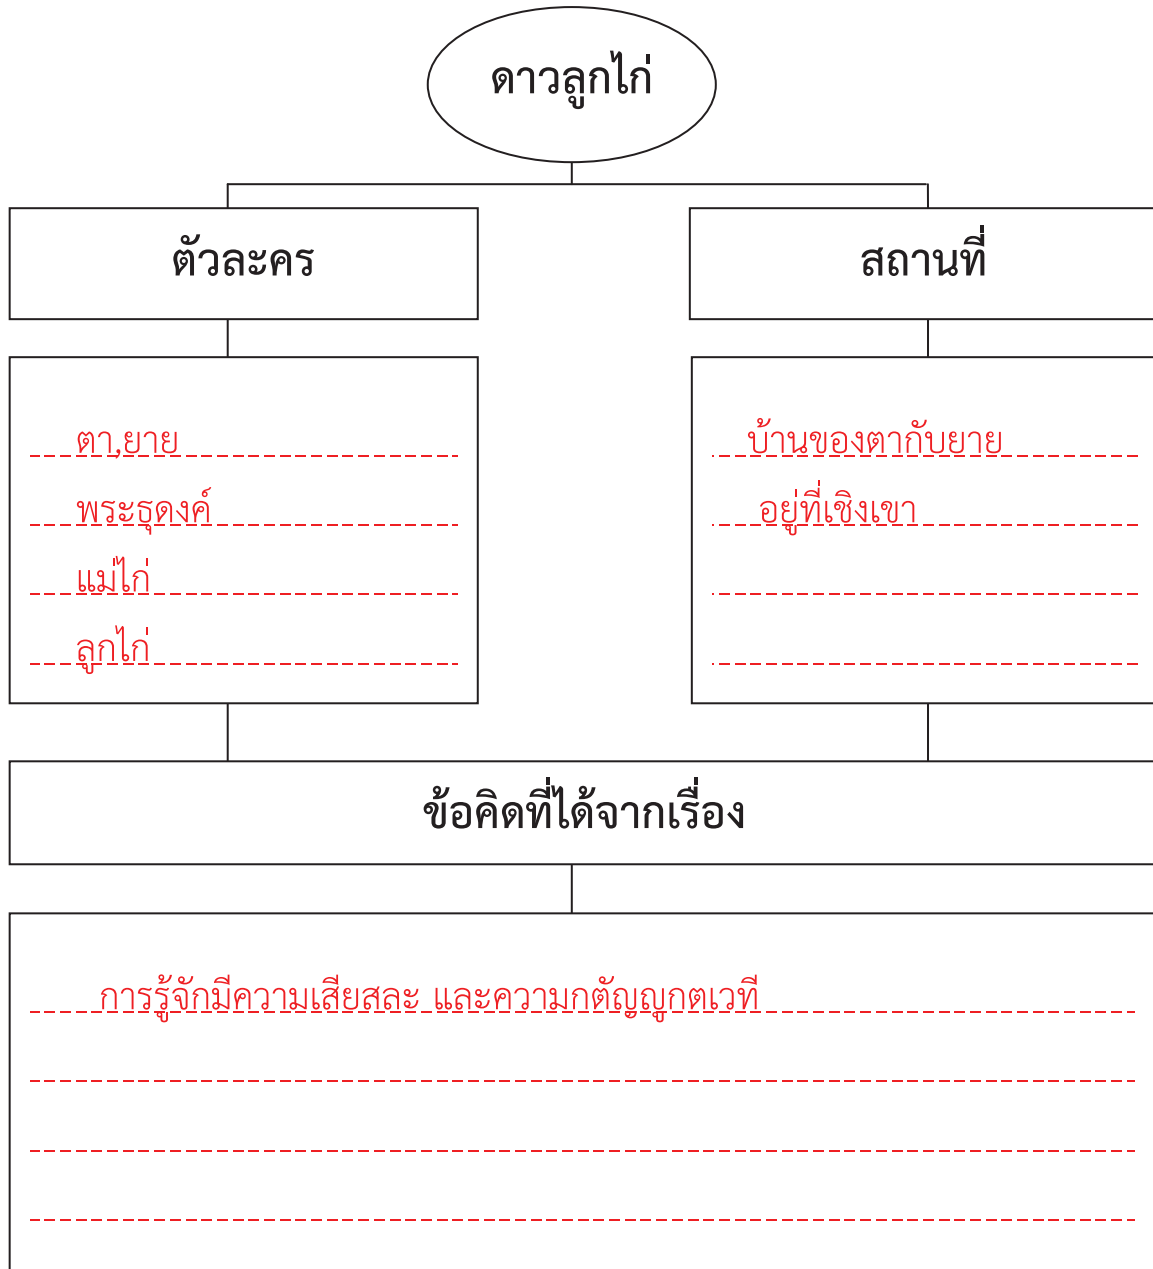 ดาวลูกไก่
ตัวละคร
สถานที่
ตา,ยาย
พระธุดงค์
แม่ไก่
ลูกไก่
บ้านของตากับยาย
อยู่ที่เชิงเขา
ข้อคิดที่ได้จากเรื่อง
การรู้จักมีความเสียสละ และความกตัญญูกตเวที